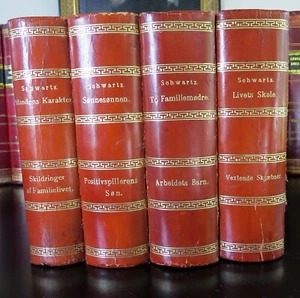 Schwartz.
Mandens Karakter.
Skildringer
af Familielivet.
Schwartz.
Sønnesønnen.
Positivspillerens
Søn.
Schwartz.
To Familiemødre.
Arbeidets Barn.
Schwartz.
Livets Skole.
Vexlende Skjæbner.